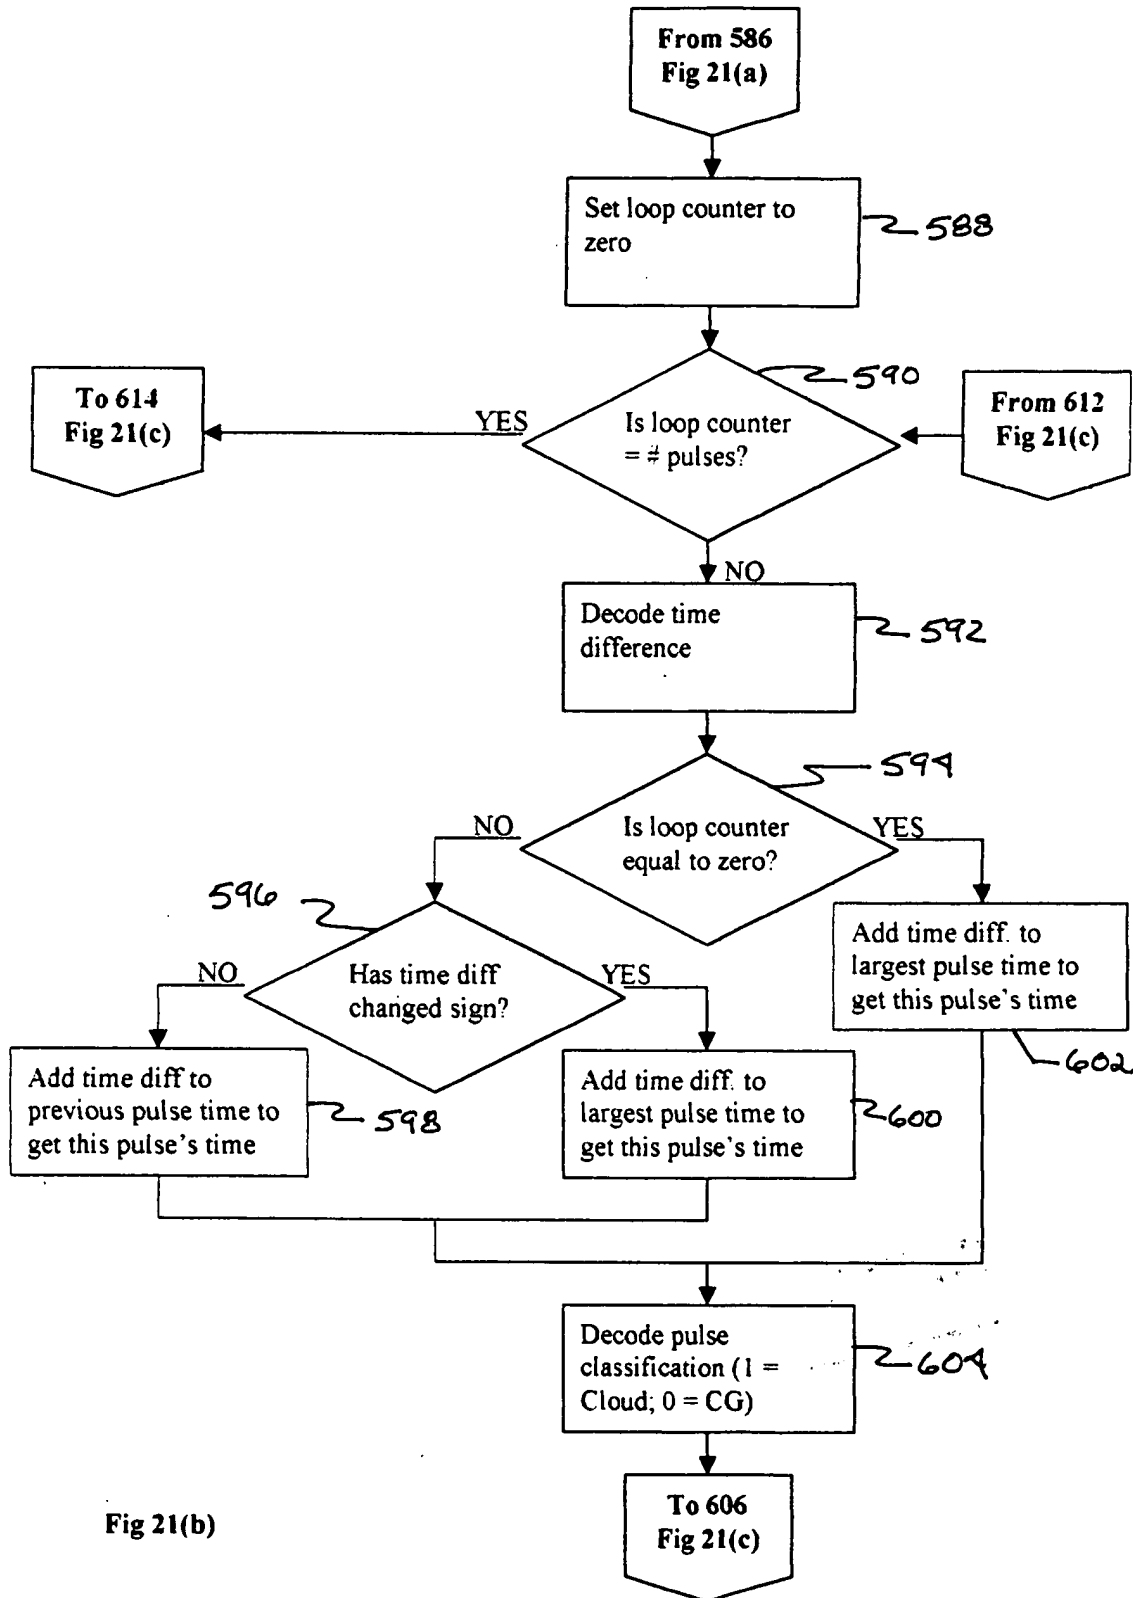 From 586
Fig 21(a)
Set loop counter to
zero
588
590
To 614
Fig 21(c)
YES
Is loop counter
= # pulses?
From 612
Fig 21(c)
NO
Decode time
difference
592
594
NO
Is loop counter
equal to zero?
YES
596
NO
Has time diff
changed sign?
YES
Add time diff. to
largest pulse time to
get this pulse's time
602
Add time diff to
previous pulse time to
get this pulse's time
598
Add time diff. to
largest pulse time to
get this pulse's time
600
Decode pulse
classification (1 =
Cloud; 0 = CG)
604
Fig 21(b)
To 606
Fig 21(c)